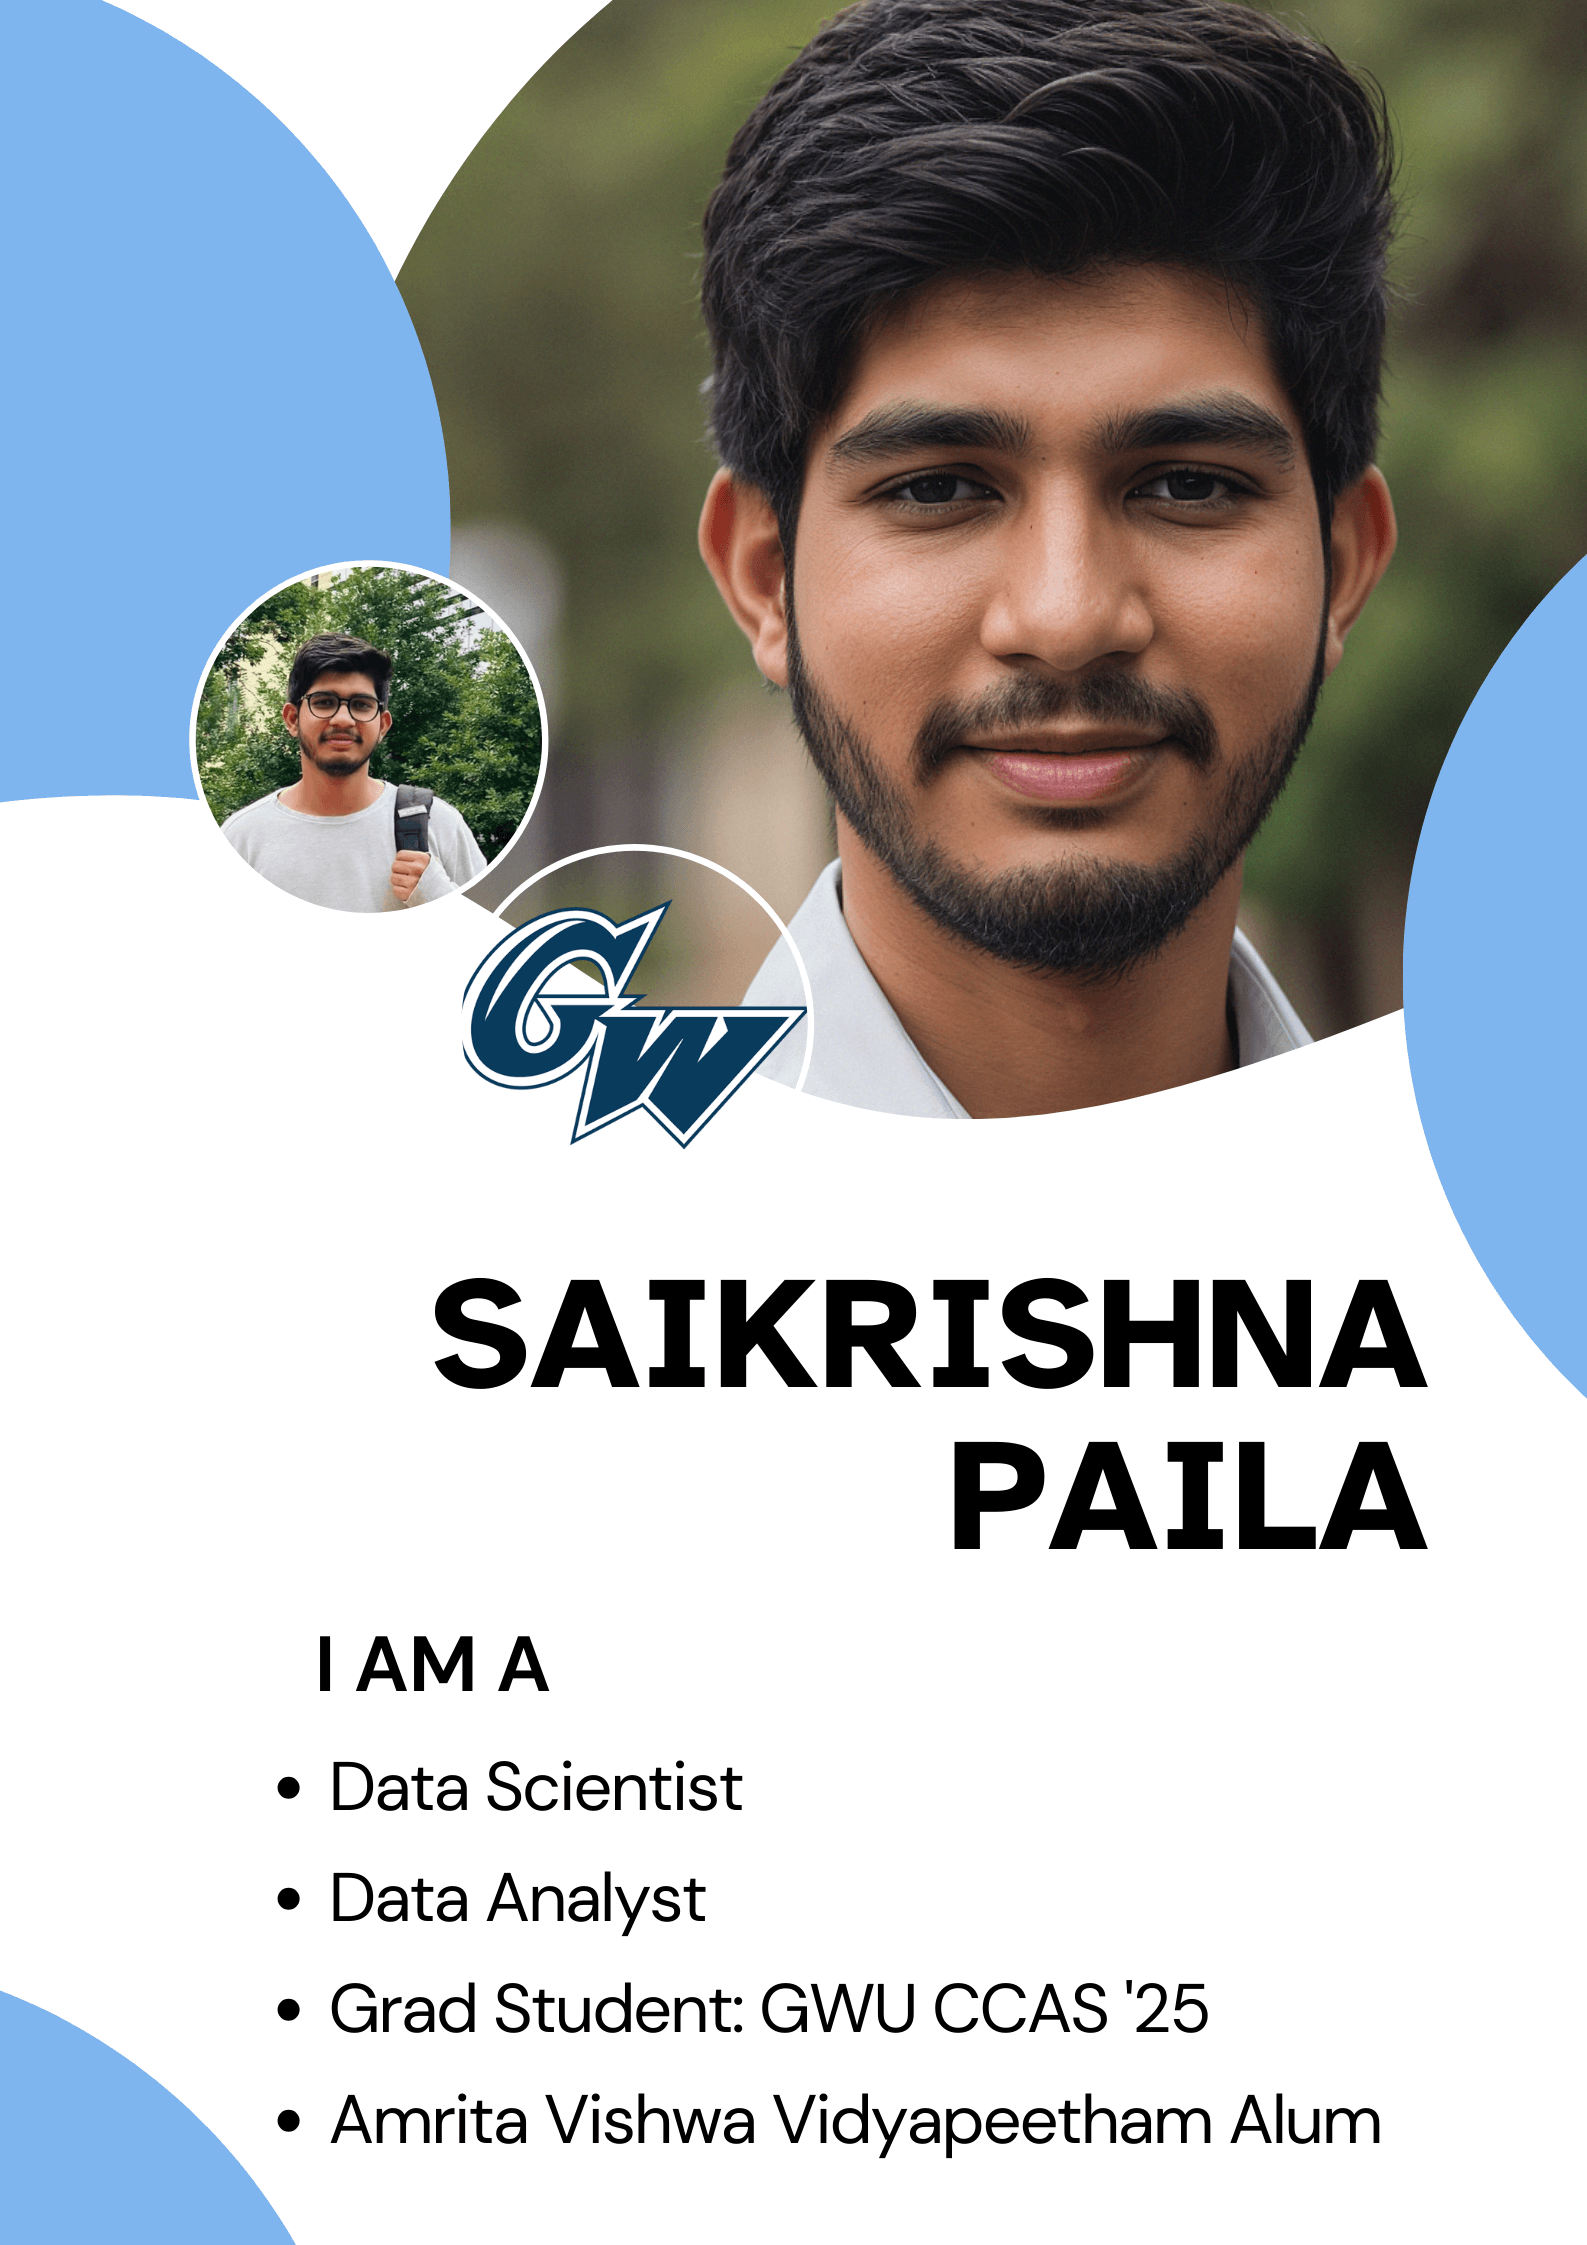 GW
SAIKRISHNA
PAILA
I AM A
• Data Scientist
• Data Analyst
• Grad Student: GWU CCAS '25
• Amrita Vishwa Vidyapeetham Alum